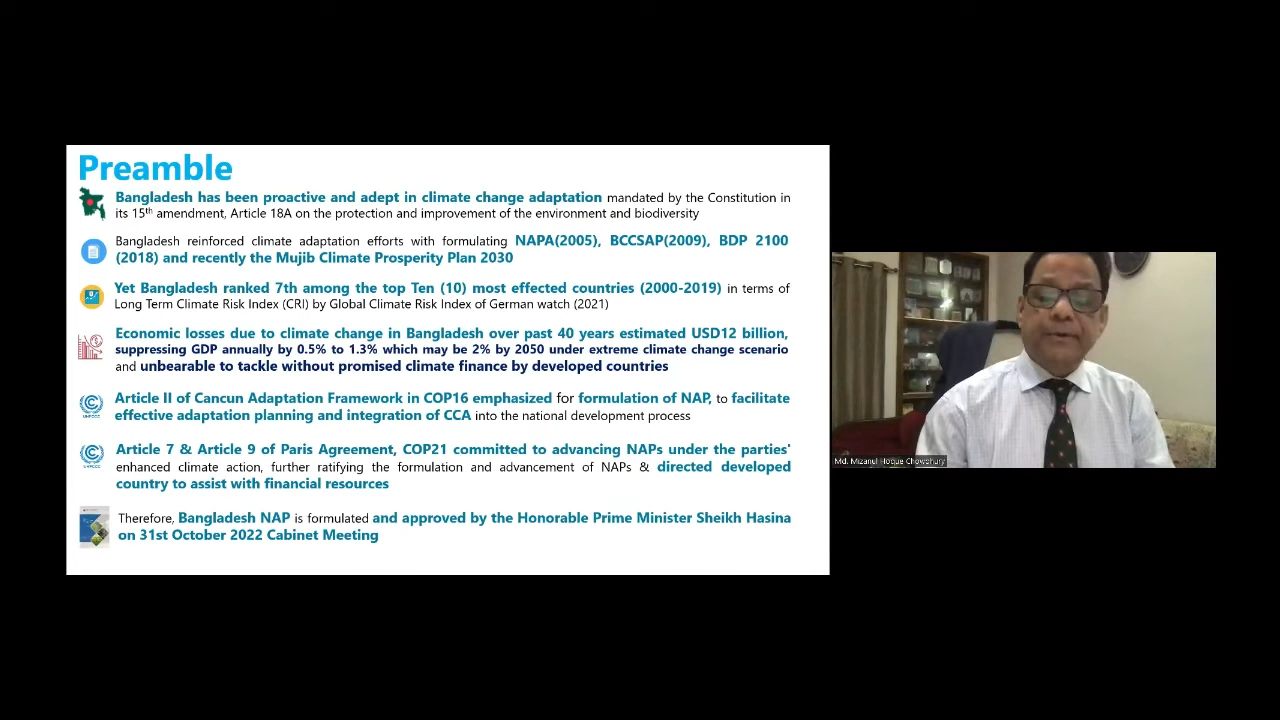 Preamble
Bangladesh has been proactive and adept in climate change adaptation mandated by the Constitution in
its 15th amendment, Article 18A on the protection and improvement of the environment and biodiversity
Bangladesh reinforced climate adaptation efforts with formulating NAPA(2005), BCCSAP(2009), BDP 2100
(2018) and recently the Mujib Climate Prosperity Plan 2030
Yet Bangladesh ranked 7th among the top Ten (10) most effected countries (2000-2019) in terms of
Long Term Climate Risk Index (CRI) by Global Climate Risk Index of German watch (2021)
Economic losses due to climate change in Bangladesh over past 40 years estimated USD12 billion,
suppressing GDP annually by 0.5% to 1.3% which may be 2% by 2050 under extreme climate change scenario
and unbearable to tackle without promised climate finance by developed countries
Article II of Cancun Adaptation Framework in COP16 emphasized for formulation of NAP, to facilitate
effective adaptation planning and integration of CCA into the national development process
Article 7 & Article 9 of Paris Agreement, COP21 committed to advancing NAPs under the parties'
enhanced climate action, further ratifying the formulation and advancement of NAPs & directed developed
country to assist with financial resources
Therefore, Bangladesh NAP is formulated and approved by the Honorable Prime Minister Sheikh Hasina
on 31st October 2022 Cabinet Meeting
Md. Mizanul Hoque Chowdhury